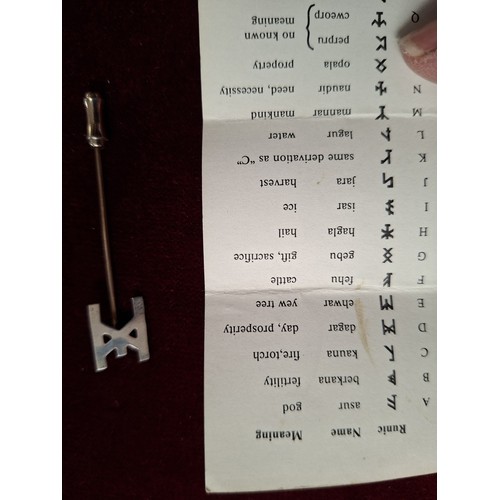 Runic Name Meaning
A asur god
B berkana fertility
C kauna fire,torch
D dagar day, prosperity
E ehwar yew tree
F fehu cattle
G gebu gift, sacrifice
H hagla hail
I isar ice
J jara harvest
K same derivation as "C"
L lagur water
M mannar mankind
N naudir need, necessity
opala property
perpru no known
Q cweorp meaning